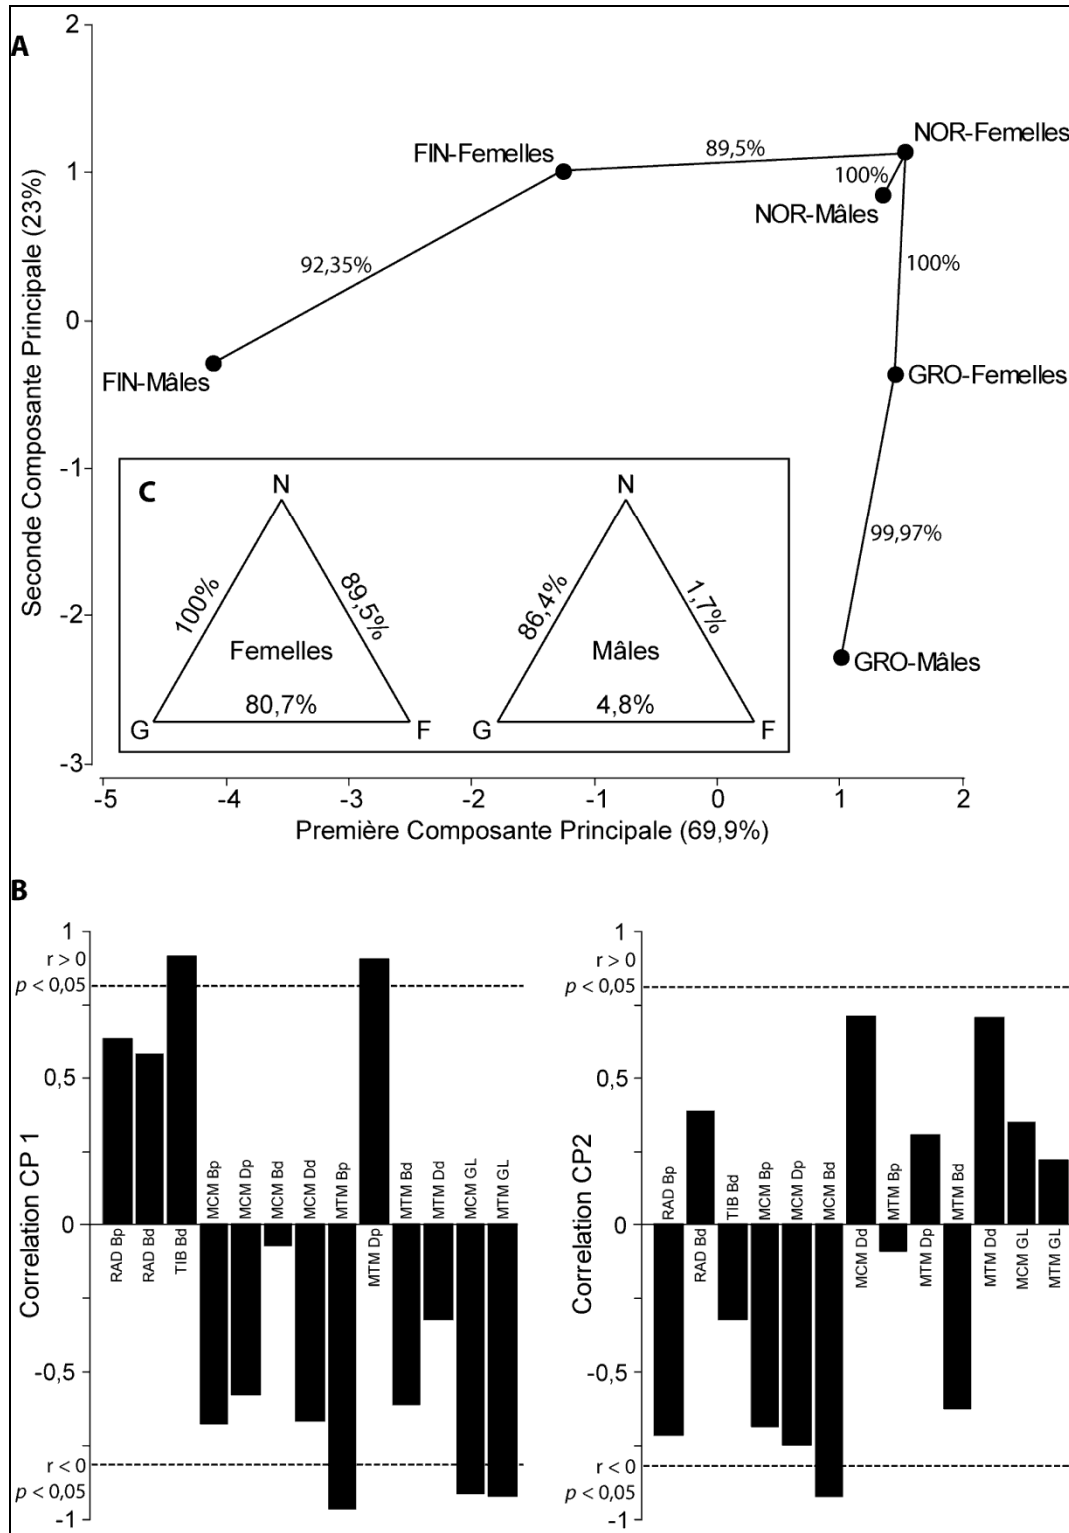 A
2
1
0
-1
-2
-3
Seconde Composante Principale (23%)
FIN-Femelles
89,5%
NOR-Femelles
100%
NOR-Mâles
92,35%
100%
FIN-Mâles
GRO-Femelles
99,97%
GRO-Mâles
C
N
100%
89,5%
Femelles
80,7%
G
F
N
86,4%
1,7%
Mâles
4,8%
G
F
-5
-4
-3
-2
-1
0
1
2
Première Composante Principale (69,9%)
B
1
r > 0
p < 0,05
0,5
0
-0,5
r < 0
p < 0,05
-1
Correlation CP 1
RAD Bp
RAD Bd
TIB Bd
MCM Bp
MCM Dp
MCM Bd
MCM Dd
MTM Bp
MTM Dp
MTM Bd
MTM Dd
MCM GL
MTM GL
1
r > 0
p < 0,05
0,5
0
-0,5
r < 0
p < 0,05
-1
Correlation CP2
RAD Bp
RAD Bd
TIB Bd
MCM Bp
MCM Dp
MCM Bd
MCM Dd
MTM Bp
MTM Dp
MTM Bd
MTM Dd
MCM GL
MTM GL